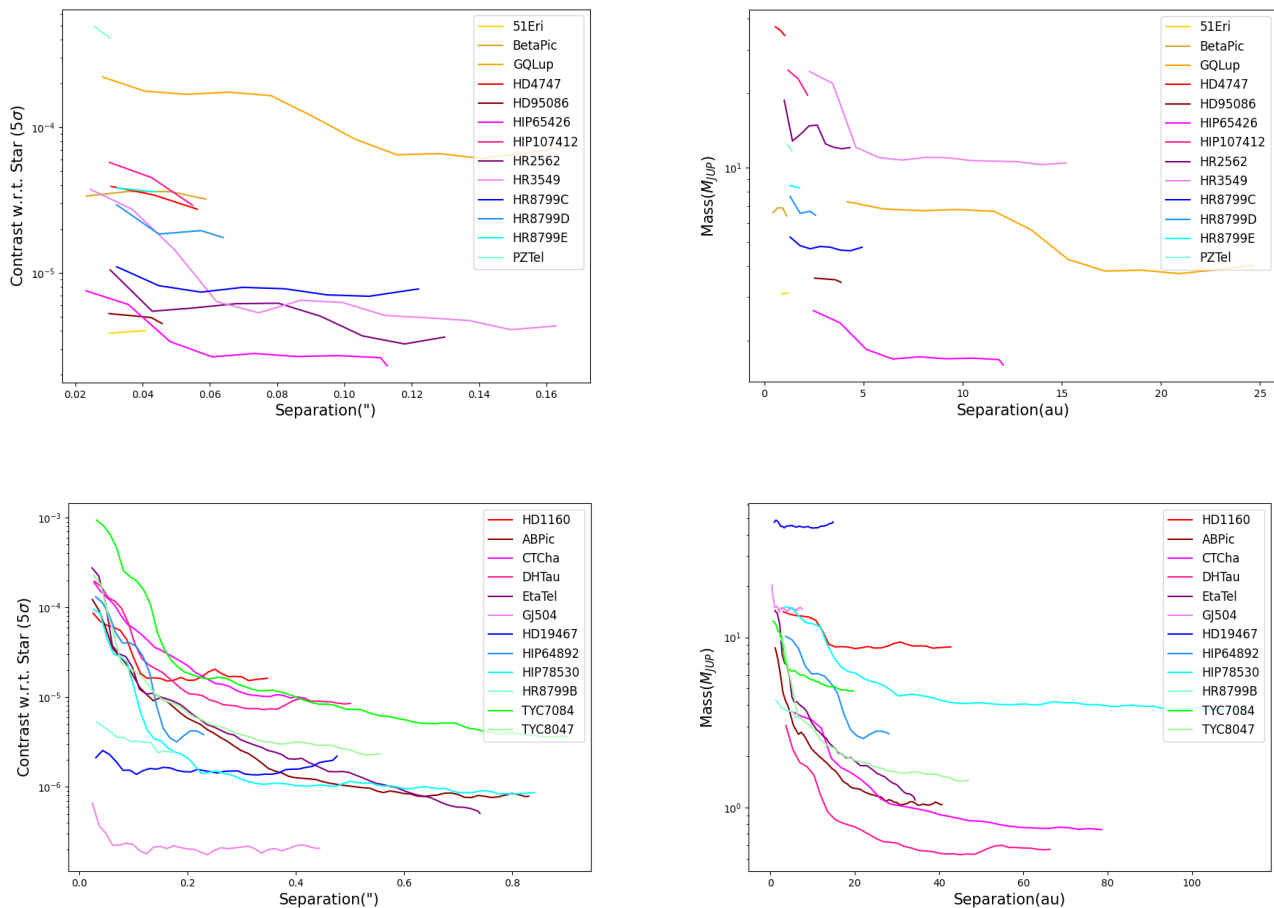 Contrast w.r.t. Star (5σ)
10⁻⁴
10⁻⁵
0.02 0.04 0.06 0.08 0.10 0.12 0.14 0.16
Separation(")
51Eri
BetaPic
GQLup
HD4747
HD95086
HIP65426
HIP107412
HR2562
HR3549
HR8799C
HR8799D
HR8799E
PZTel
Mass(M_JUP)
10¹
0 5 10 15 20 25
Separation(au)
51Eri
BetaPic
GQLup
HD4747
HD95086
HIP65426
HIP107412
HR2562
HR3549
HR8799C
HR8799D
HR8799E
PZTel
Contrast w.r.t. Star (5σ)
10⁻³
10⁻⁴
10⁻⁵
10⁻⁶
0.0 0.2 0.4 0.6 0.8
Separation(")
HD1160
ABPic
CTCha
DHTau
EtaTel
GJ504
HD19467
HIP64892
HIP78530
HR8799B
TYC7084
TYC8047
Mass(M_JUP)
10¹
10⁰
0 20 40 60 80 100
Separation(au)
HD1160
ABPic
CTCha
DHTau
EtaTel
GJ504
HD19467
HIP64892
HIP78530
HR8799B
TYC7084
TYC8047